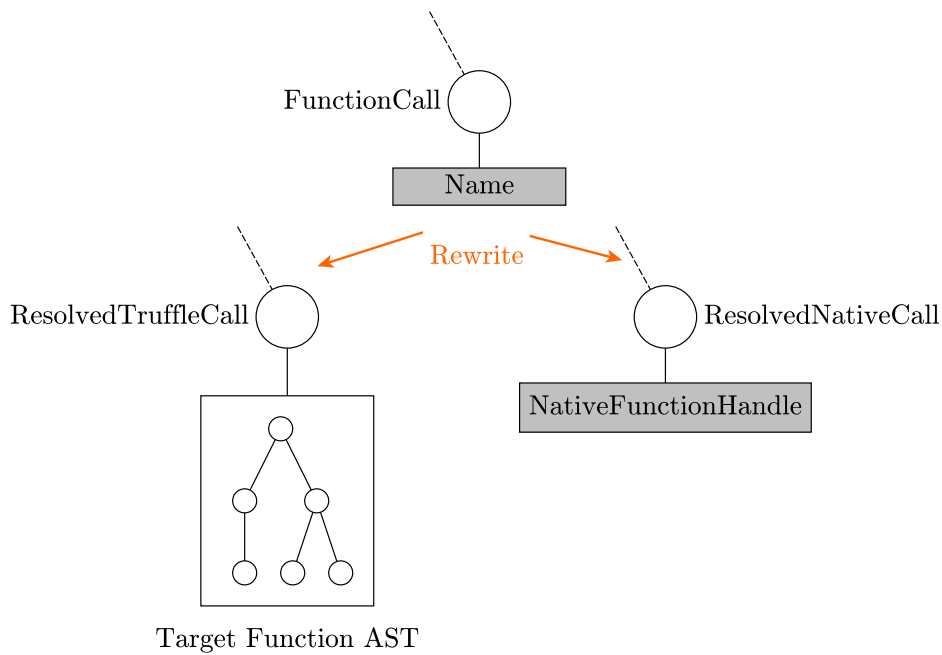 FunctionCall
Name
Rewrite
ResolvedTruffleCall
ResolvedNativeCall
NativeFunctionHandle
Target Function AST